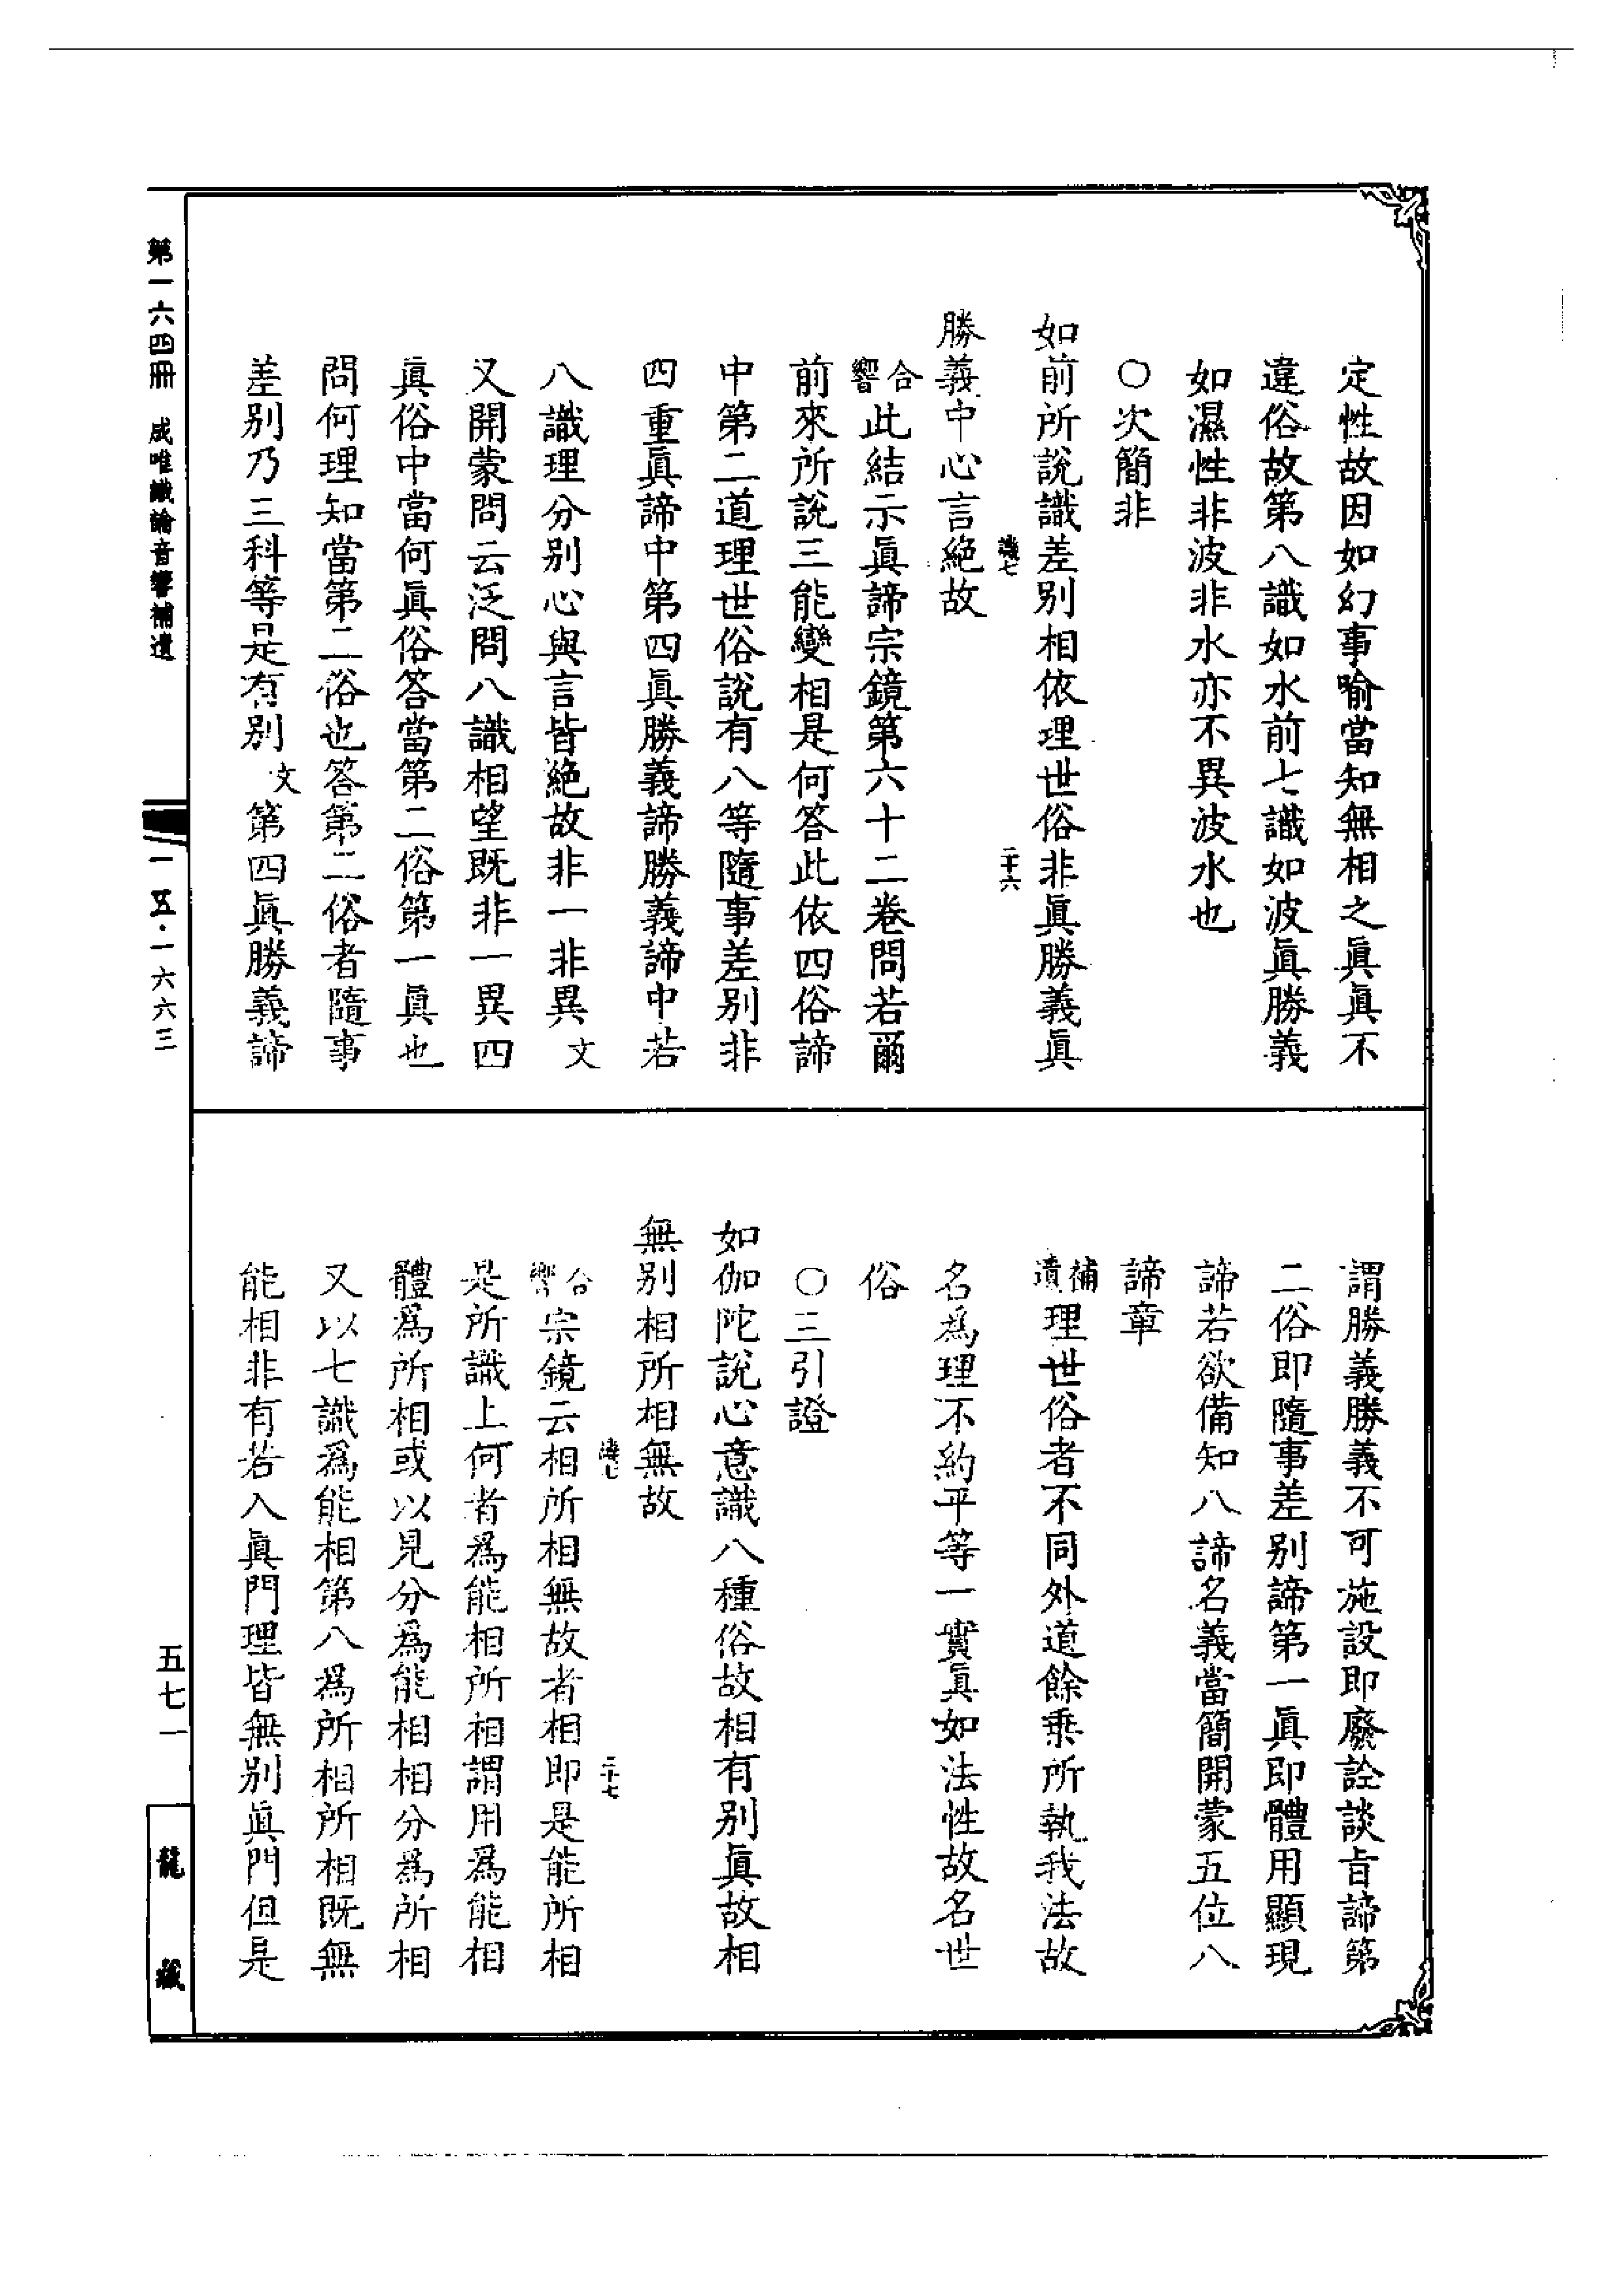 定性故因如幻事喻當知無相之眞眞不
違俗故第八識如水前七識如波眞勝義
如濕性非波非水亦不異波水也
○次簡非
如前所說識差別相依理世俗非眞勝義眞
二十六
勝義中心言絕故
合響此結示眞諦宗鏡第六十二卷問若爾
前來所說三能變相是何答此依四俗諦
中第二道理世俗說有八等隨事差別非
四重眞諦中第四眞勝義諦勝義諦中若
八識理分別心與言皆絕故非一非異文
又開蒙問云泛問八識相望既非一異四
眞俗中當何眞俗答當第二俗第一眞也
問何理知當第二俗也答第二俗者隨事
差別乃三科等是有別文第四眞勝義諦
謂勝義勝義不可施設即廢詮談旨諦第
二俗即隨事差別諦第一眞即體用顯現
諦若欲備知八諦名義當簡開蒙五位八
諦章
補遺理世俗者不同外道餘乗所執我法故
名爲理不約平等一實眞如法性故名世
俗
○三引證
如伽陀說心意識八種俗故相有別眞故相
無別相所相無故
二十七
合響宗鏡云相所相無故者相即是能所相
是所識上何者爲能相所相謂用爲能相
體爲所相或以見分爲能相相分爲所相
又以七識爲能相第八爲所相所相既無
能相非有若入眞門理皆無別眞門但是
第一六四冊 成唯識論音響補遺
一五·一六六三
五七一
龍藏